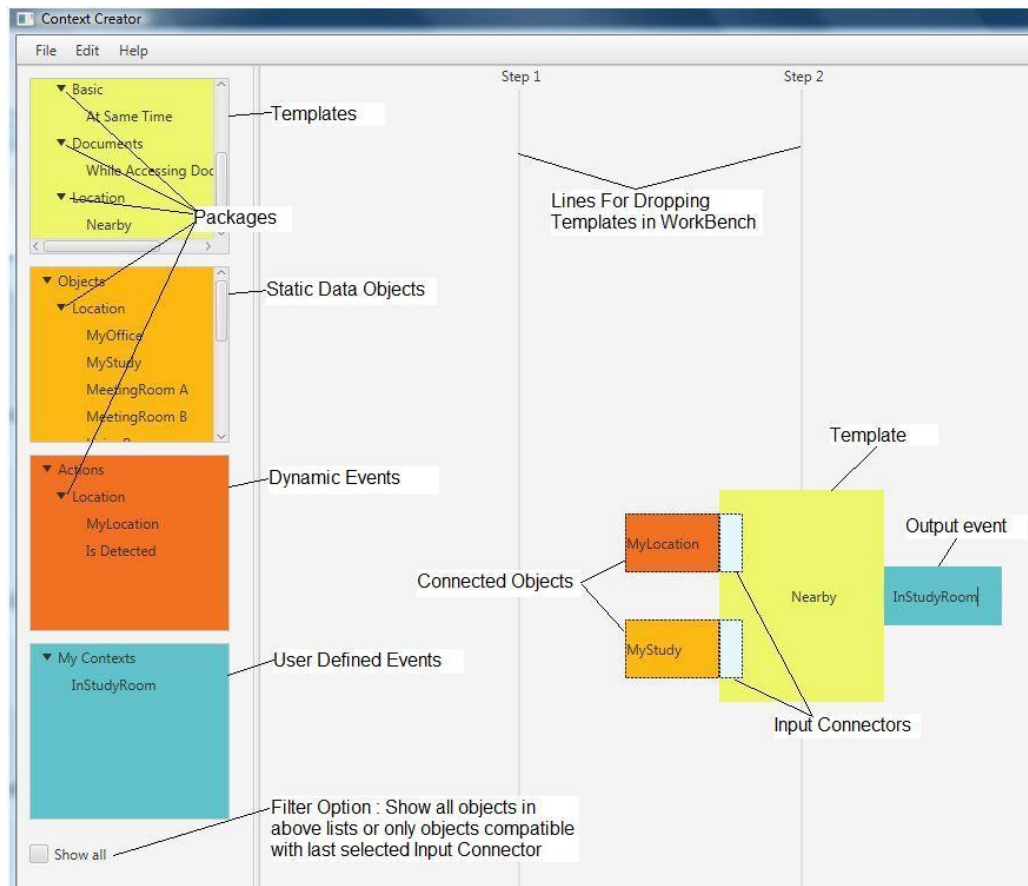 Context Creator
File Edit Help
Step 1 Step 2
Basic
At Same Time
Documents
While Accessing Doc
Location
Nearby
Templates
Packages
Lines For Dropping
Templates in WorkBench
Objects
Location
MyOffice
MyStudy
MeetingRoom A
MeetingRoom B
Static Data Objects
Actions
Location
MyLocation
Is Detected
Dynamic Events
My Contexts
InStudyRoom
User Defined Events
Template
Output event
MyLocation
Connected Objects
Nearby
InStudyRoom
MyStudy
Input Connectors
Filter Option : Show all objects in
above lists or only objects compatible
with last selected Input Connector
Show all